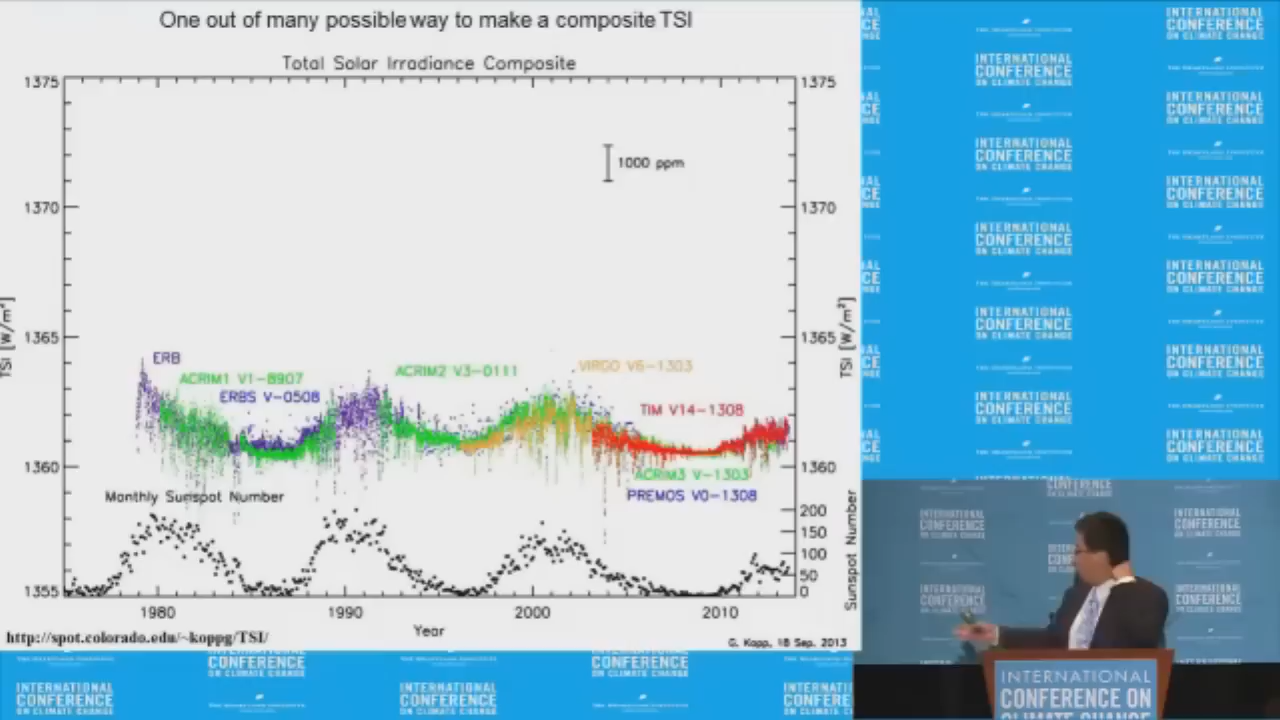 One out of many possible way to make a composite TSI
Total Solar Irradiance Composite
1375
1375
1000 ppm
1370
1370
TSI [W/m²]
TSI [W/m²]
1365
1365
ERB
ACRIM1 V1-8907
ERBS V-0508
ACRIM2 V3-0111
VIRGO V6-1303
TIM V14-1308
1360
1360
ACRIM3 V-1303
PREMOS V0-1308
Monthly Sunspot Number
200
150
100
50
0
Sunspot Number
1355
1980
1990
2000
2010
Year
http://spot.colorado.edu/~koppg/TSI/
G. Kopp, 18 Sep. 2013
INTERNATIONAL
CONFERENCE
ON CLIMATE CHANGE
INTERNATIONAL
CONFERENCE ON
CLIMATE CHANGE